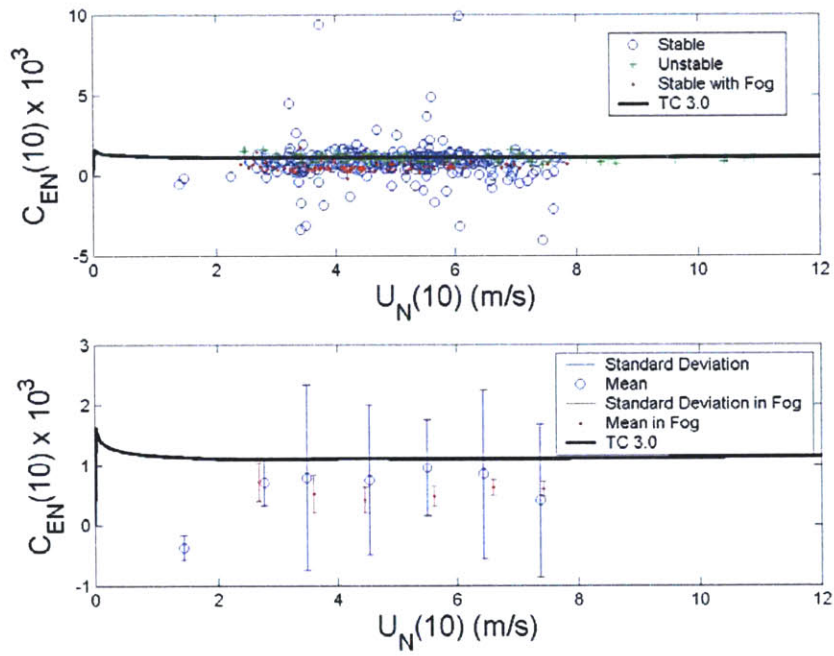 C_EN(10) x 10^3
10
5
0
-5
0
2
4
6
8
10
12
U_N(10) (m/s)
Stable
Unstable
Stable with Fog
TC 3.0
C_EN(10) x 10^3
3
2
1
0
-1
0
2
4
6
8
10
12
U_N(10) (m/s)
Standard Deviation
Mean
Standard Deviation in Fog
Mean in Fog
TC 3.0